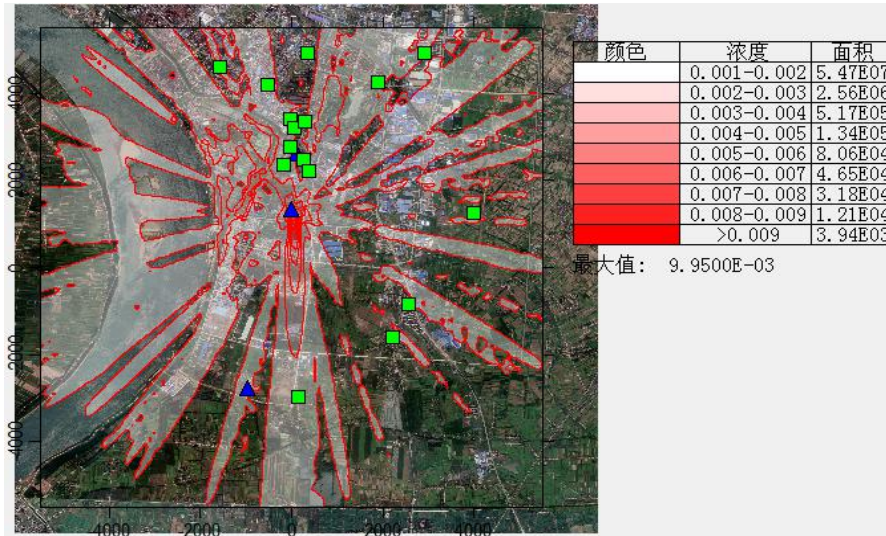 颜色 浓度 面积
0.001-0.002 5.47E07
0.002-0.003 2.56E06
0.003-0.004 5.17E05
0.004-0.005 1.34E05
0.005-0.006 8.06E04
0.006-0.007 4.65E04
0.007-0.008 3.18E04
0.008-0.009 1.21E04
>0.009 3.94E03
最大值: 9.9500E-03
4000
2000
0
-2000
-4000
-4000 -2000 0 2000 4000